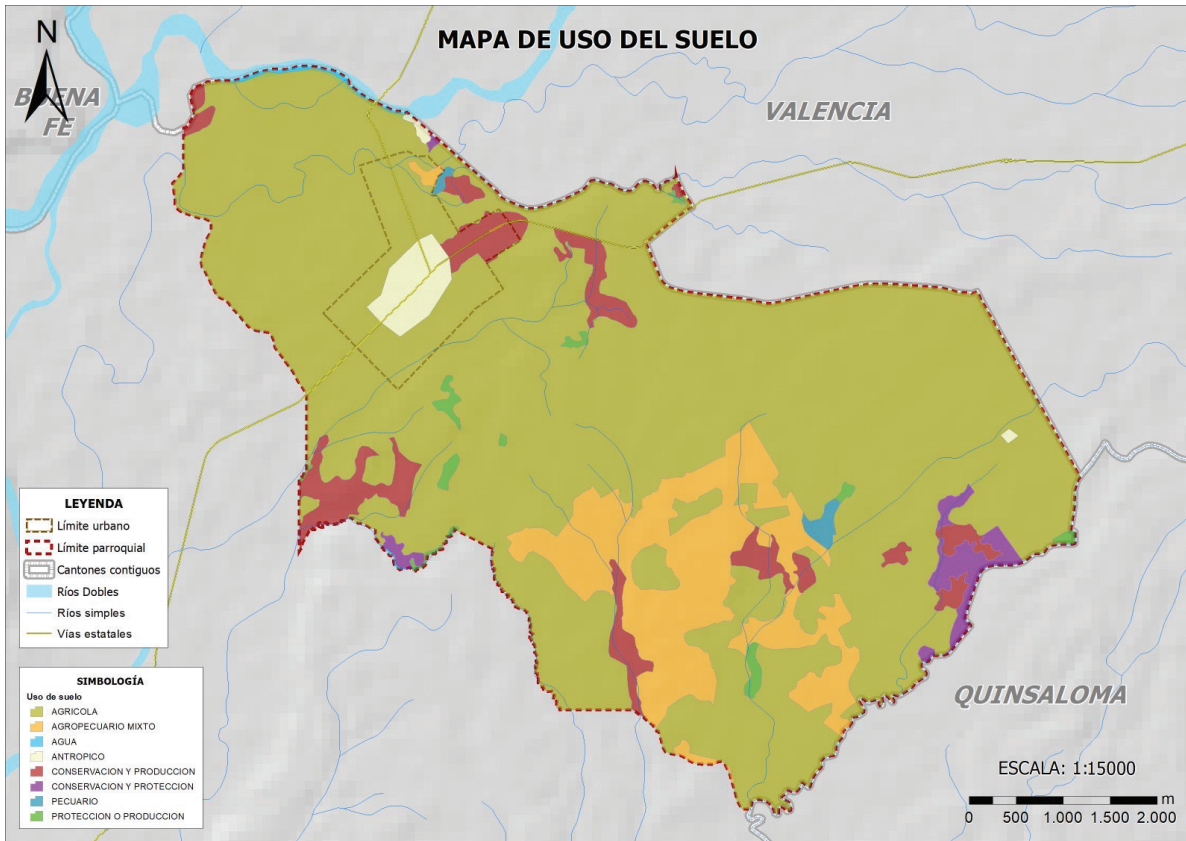 MAPA DE USO DEL SUELO
N
BUENA
FE
VALENCIA
QUINSALOMA
LEYENDA
Límite urbano
Límite parroquial
Cantones contiguos
Ríos Dobles
Ríos simples
Vías estatales
SIMBOLOGÍA
Uso de suelo
AGRICOLA
AGROPECUARIO MIXTO
AGUA
ANTROPICO
CONSERVACION Y PRODUCCION
CONSERVACION Y PROTECCION
PECUARIO
PROTECCION O PRODUCCION
ESCALA: 1:15000
m
0 500 1.000 1.500 2.000